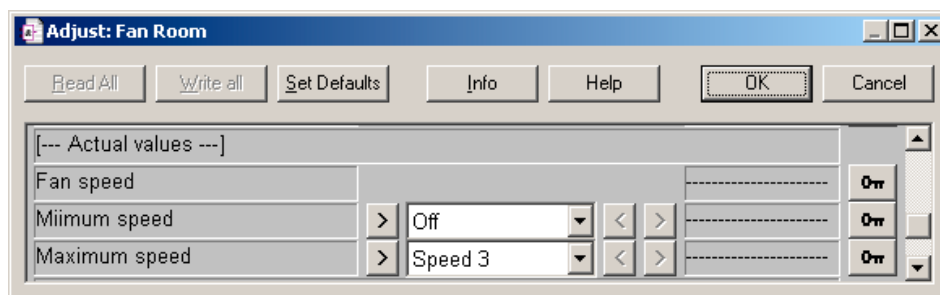 Adjust: Fan Room
Read All Write all Set Defaults Info Help OK Cancel
[--- Actual values ---]
Fan speed ----------------------
Miimum speed > Off < > ----------------------
Maximum speed > Speed 3 < > ----------------------